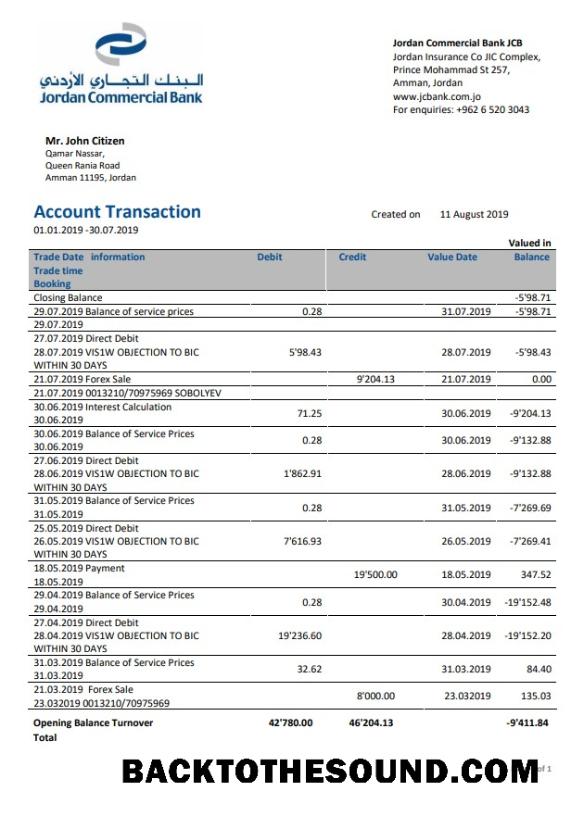 البنك التجاري الأردني
Jordan Commercial Bank
Jordan Commercial Bank JCB
Jordan Insurance Co JIC Complex,
Prince Mohammad St 257,
Amman, Jordan
www.jcbank.com.jo
For enquiries: +962 6 520 3043
Mr. John Citizen
Qamar Nassar,
Queen Rania Road
Amman 11195, Jordan
Account Transaction
Created on 11 August 2019
01.01.2019 -30.07.2019
Valued in
Trade Date information Debit Credit Value Date Balance
Trade time
Booking
Closing Balance -5'98.71
29.07.2019 Balance of service prices 0.28 31.07.2019 -5'98.71
29.07.2019
27.07.2019 Direct Debit
28.07.2019 VIS1W OBJECTION TO BIC 5'98.43 28.07.2019 -5'98.43
WITHIN 30 DAYS
21.07.2019 Forex Sale 9'204.13 21.07.2019 0.00
21.07.2019 0013210/70975969 SOBOLYEV
30.06.2019 Interest Calculation
30.06.2019 71.25 30.06.2019 -9'204.13
30.06.2019 Balance of Service Prices
30.06.2019 0.28 30.06.2019 -9'132.88
27.06.2019 Direct Debit
28.06.2019 VIS1W OBJECTION TO BIC 1'862.91 28.06.2019 -9'132.88
WITHIN 30 DAYS
31.05.2019 Balance of Service Prices
31.05.2019 0.28 31.05.2019 -7'269.69
25.05.2019 Direct Debit
26.05.2019 VIS1W OBJECTION TO BIC 7'616.93 26.05.2019 -7'269.41
WITHIN 30 DAYS
18.05.2019 Payment
18.05.2019 19'500.00 18.05.2019 347.52
29.04.2019 Balance of Service Prices
29.04.2019 0.28 30.04.2019 -19'152.48
27.04.2019 Direct Debit
28.04.2019 VIS1W OBJECTION TO BIC 19'236.60 28.04.2019 -19'152.20
WITHIN 30 DAYS
31.03.2019 Balance of Service Prices
31.03.2019 32.62 31.03.2019 84.40
21.03.2019 Forex Sale
23.032019 0013210/70975969 8'000.00 23.032019 135.03
Opening Balance Turnover 42'780.00 46'204.13 -9'411.84
Total
BACKTOTHESOUND.COM
of 1